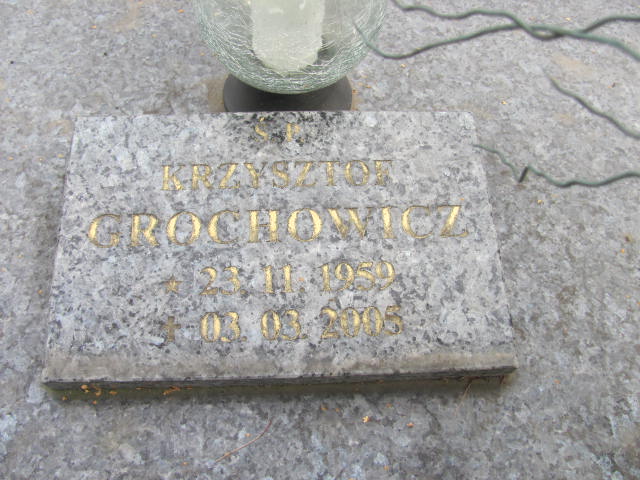 Ś P
KRZYSZTOF
GROCHOWICZ
* 23. 11. 1959
+ 03. 03. 2005